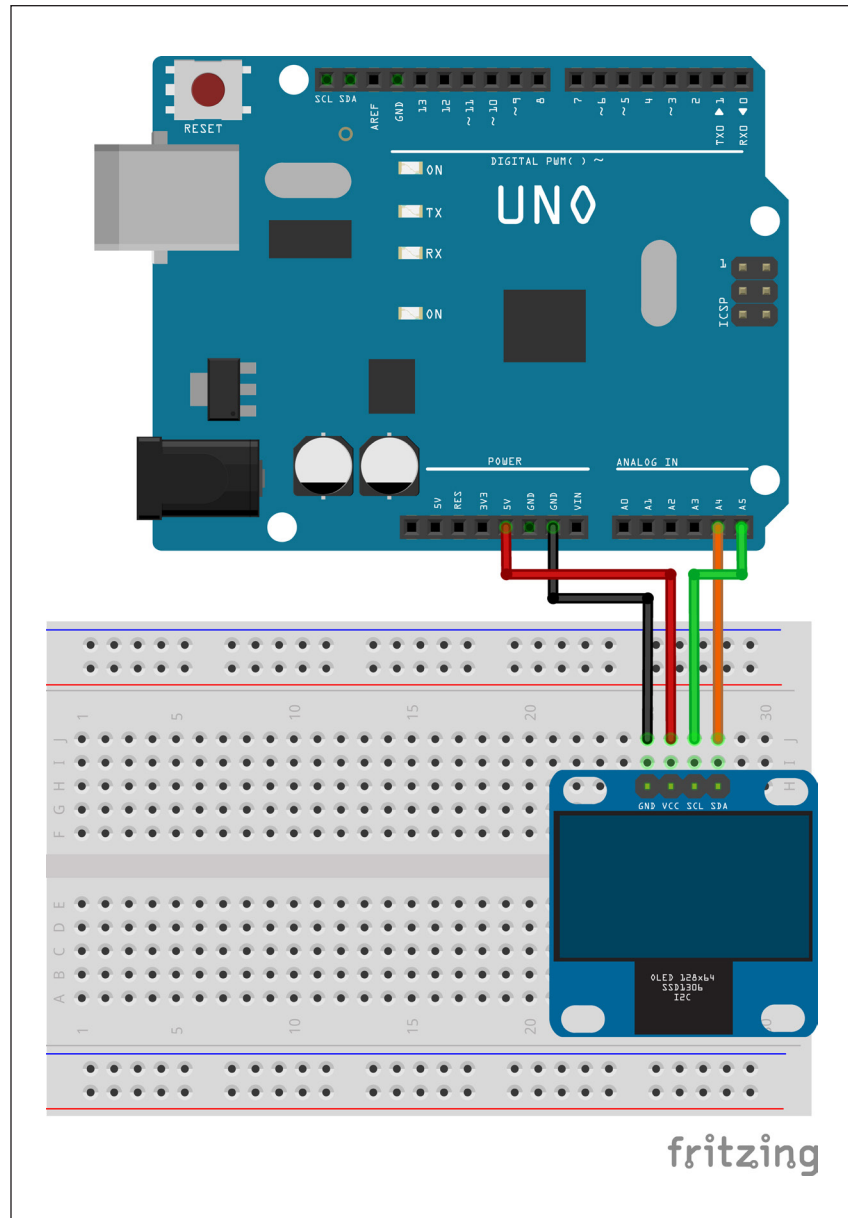 RESET
SCL SDA AREF GND 13 12 ~11 ~10 ~9 8 7 ~6 ~5 4 ~3 2 TX0 ▶ 1 RX0 ◀ 0
DIGITAL PWM( ) ~
ON
UNO
TX
RX
1
ICSP
ON
POWER
ANALOG IN
5V RES 3V3 5V GND GND VIN A0 A1 A2 A3 A4 A5
1 5 10 15 20 30
J J
I I
H H
G
F
GND VCC SCL SDA
E
D
C
B
A
OLED 128x64
SSD1306
I2C
1 5 10 15
fritzing